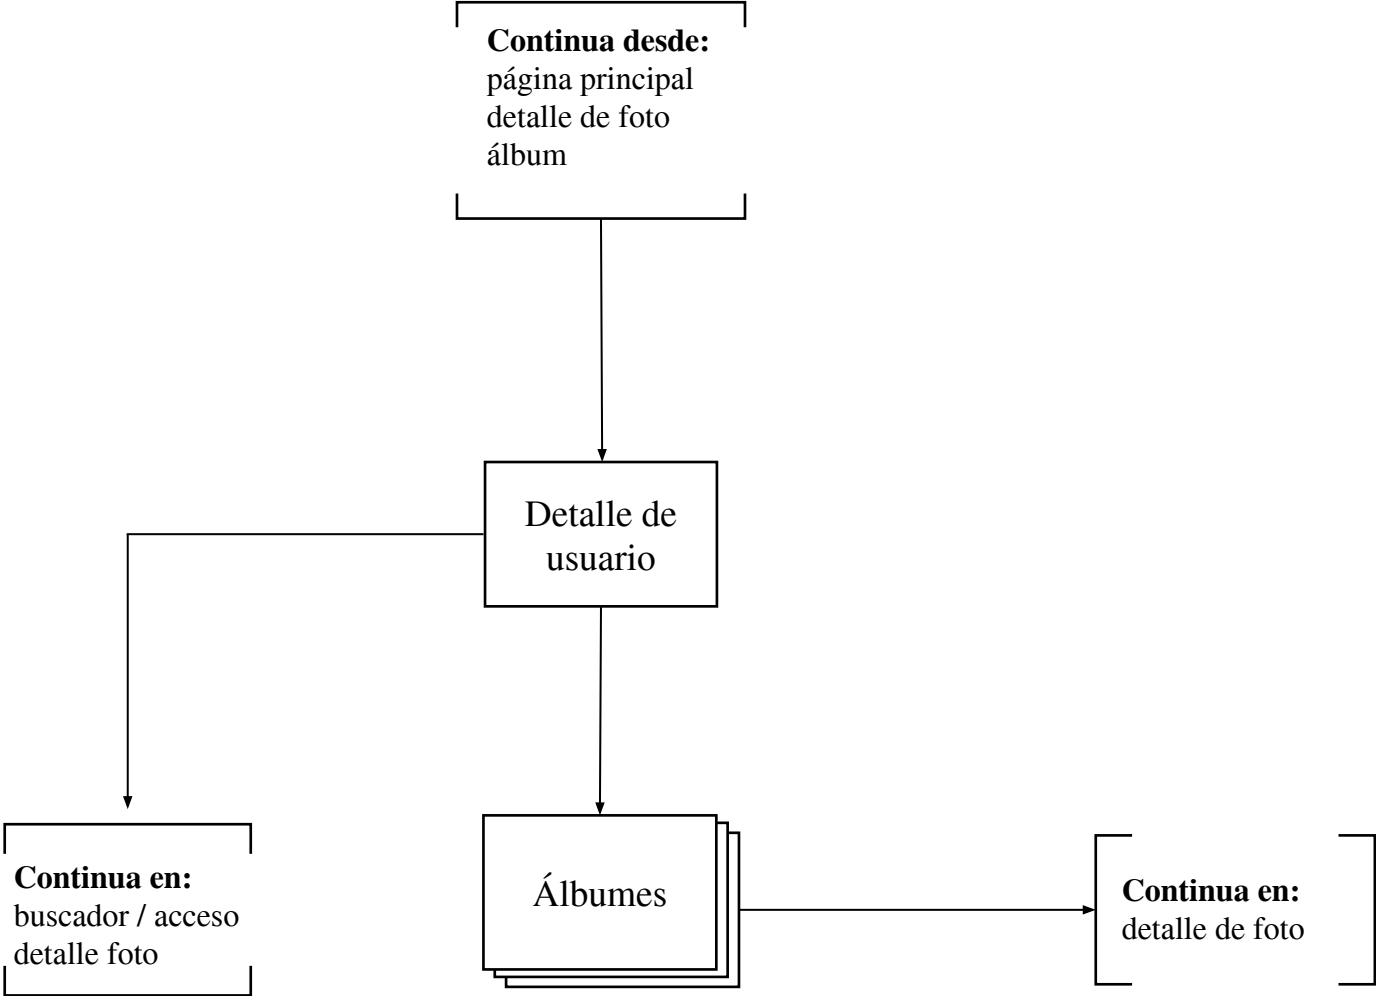 Continua desde:
página principal
detalle de foto
álbum
Detalle de
usuario
Continua en:
buscador / acceso
detalle foto
Álbumes
Continua en:
detalle de foto